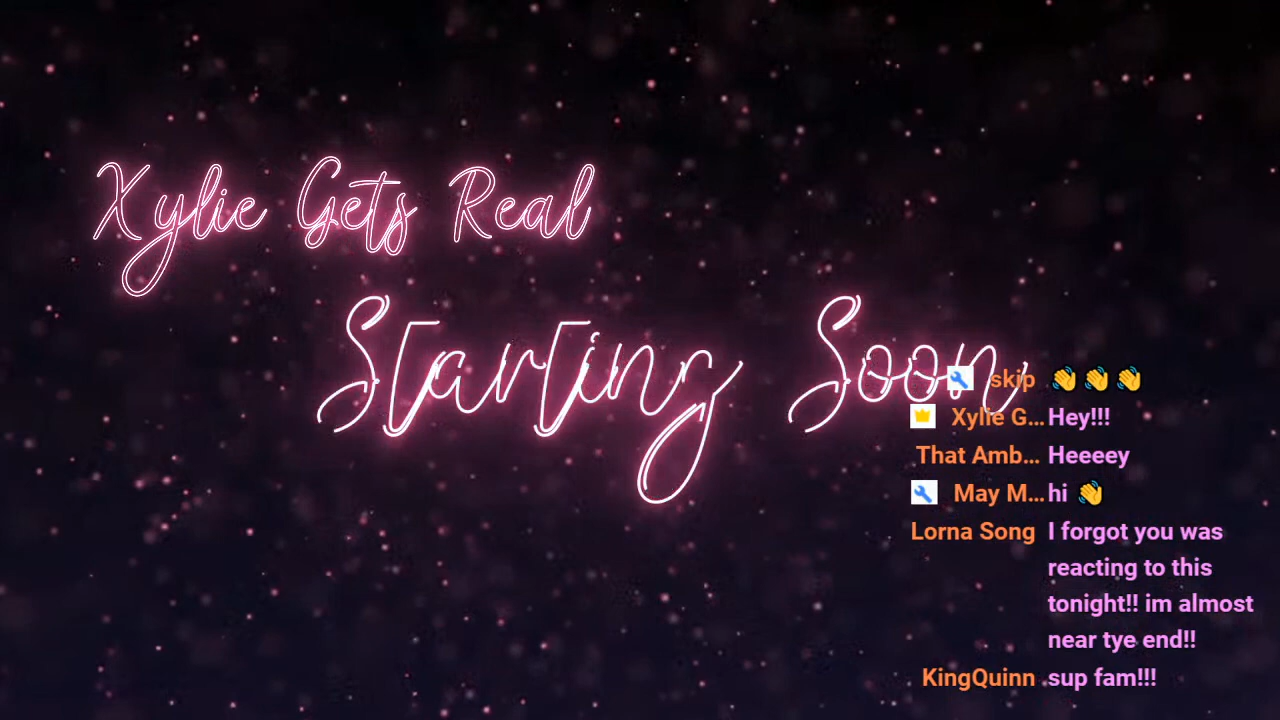 Xylie Gets Real
Starting Soon
skip 👋👋👋
Xylie G... Hey!!!
That Amb... Heeeey
May M... hi 👋
Lorna Song I forgot you was
reacting to this
tonight!! im almost
near tye end!!
KingQuinn sup fam!!!